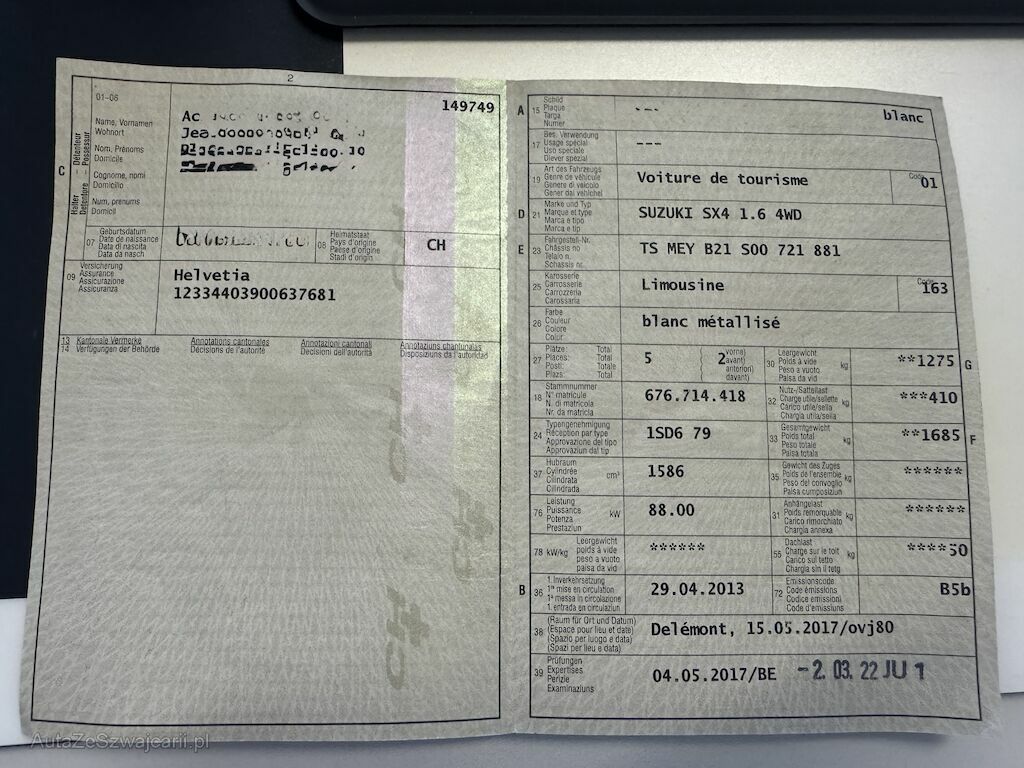 2
01-06
149749
Name, Vornamen
Wohnort
Nom, Prénoms
Domicile
Cognome, nomi
Domicilio
Num, prenums
Domicil
C
Halter Détenteur
Detentore Possessur
07 Geburtsdatum
Date de naissance
Data di nascita
Data da nasch
08 Heimatstaat
Pays d'origine
Paese d'origine
Stadi d'origin
CH
09 Versicherung
Assurance
Assicurazione
Assicuranza
Helvetia
12334403900637681
13 Kantonale Vermerke Annotations cantonales Annotazioni cantonali Annotaziuns chantunalas
14 Verfügungen der Behörde Décisions de l'autorité Decisioni dell'autorità Disposiziuns da l'autoridad
A 15 Schild
Plaque
Targa
Numer
---
blanc
17 Bes. Verwendung
Usage spécial
Uso speciale
Diever spezial
---
19 Art des Fahrzeugs
Genre de véhicule
Genere di veicolo
Gener dal vehichel
Voiture de tourisme
Code 01
D 21 Marke und Typ
Marque et type
Marca e tipo
Marca e tip
SUZUKI SX4 1.6 4WD
E 23 Fahrgestell-Nr.
Châssis no
Telaio n.
Schassis nr.
TS MEY B21 S00 721 881
25 Karosserie
Carrosserie
Carrozzeria
Carossaria
Limousine
Code 163
26 Farbe
Couleur
Colore
Colur
blanc métallisé
27 Plätze: Total
Places: Total
Posti: Totale
Plazs: Total
5
2 vorne)
avant)
anteriori)
davant)
30 Leergewicht
Poids à vide
Peso a vuoto
Paisa da vid
kg
**1275 G
18 Stammnummer
N° matricule
N. di matricola
Nr. da matricla
676.714.418
32 Nutz-/Sattellast
Charge utile/sellette
Carico utile/sella
Chargia utila/sella
kg
***410
24 Typengenehmigung
Réception par type
Approvazione del tipo
Approvaziun dal tip
1SD6 79
33 Gesamtgewicht
Poids total
Peso totale
Paisa totala
kg
**1685 F
37 Hubraum
Cylindrée
Cilindrata
Cilindrada
cm³
1586
35 Gewicht des Zuges
Poids de l'ensemble
Peso del convoglio
Paisa cumposiziun
kg
******
76 Leistung
Puissance
Potenza
Prestaziun
kW
88.00
31 Anhängelast
Poids remorquable
Carico rimorchiato
Chargia annexa
kg
******
78 kW/kg Leergewicht
poids à vide
peso a vuoto
paisa da vid
******
55 Dachlast
Charge sur le toit
Carico sul tetto
Chargia sin il tetg
kg
****50
B 36 1. Inverkehrsetzung
1re mise en circulation
1a messa in circolazione
1. entrada en circulaziun
29.04.2013
72 Emissionscode
Code émissions
Codice emissioni
Code d'emissiuns
B5b
38 (Raum für Ort und Datum)
(Espace pour lieu et date)
(Spazio per luogo e data)
(Spazi per lieu e data)
Delémont, 15.05.2017/ovj80
39 Prüfungen
Expertises
Perizie
Examinaziuns
04.05.2017/BE -2. 03. 22 JU 1
AutaZeSzwajcarii.pl